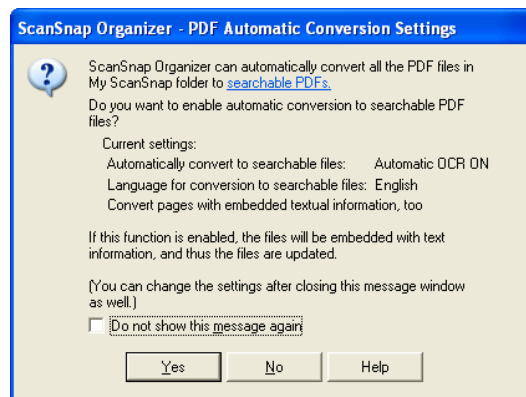 ScanSnap Organizer - PDF Automatic Conversion Settings
ScanSnap Organizer can automatically convert all the PDF files in
My ScanSnap folder to searchable PDFs.
Do you want to enable automatic conversion to searchable PDF
files?
Current settings:
Automatically convert to searchable files: Automatic OCR ON
Language for conversion to searchable files: English
Convert pages with embedded textual information, too
If this function is enabled, the files will be embedded with text
information, and thus the files are updated.
(You can change the settings after closing this message window
as well.)
Do not show this message again
Yes No Help